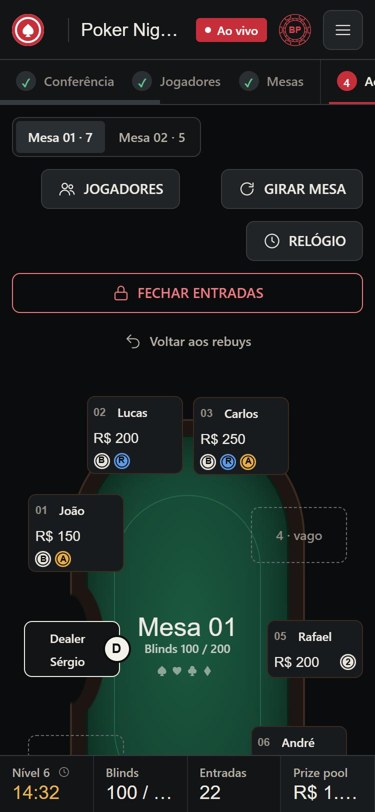 Poker Nig... Ao vivo BP
Conferência Jogadores Mesas 4 A
Mesa 01 · 7 Mesa 02 · 5
JOGADORES GIRAR MESA
RELÓGIO
FECHAR ENTRADAS
Voltar aos rebuys
02 Lucas
R$ 200
B R
03 Carlos
R$ 250
B R A
01 João
R$ 150
B A
4 · vago
Mesa 01
Blinds 100 / 200
Dealer
Sérgio
D
05 Rafael
R$ 200 2
06 André
Nível 6
14:32
Blinds
100 / ...
Entradas
22
Prize pool
R$ 1....